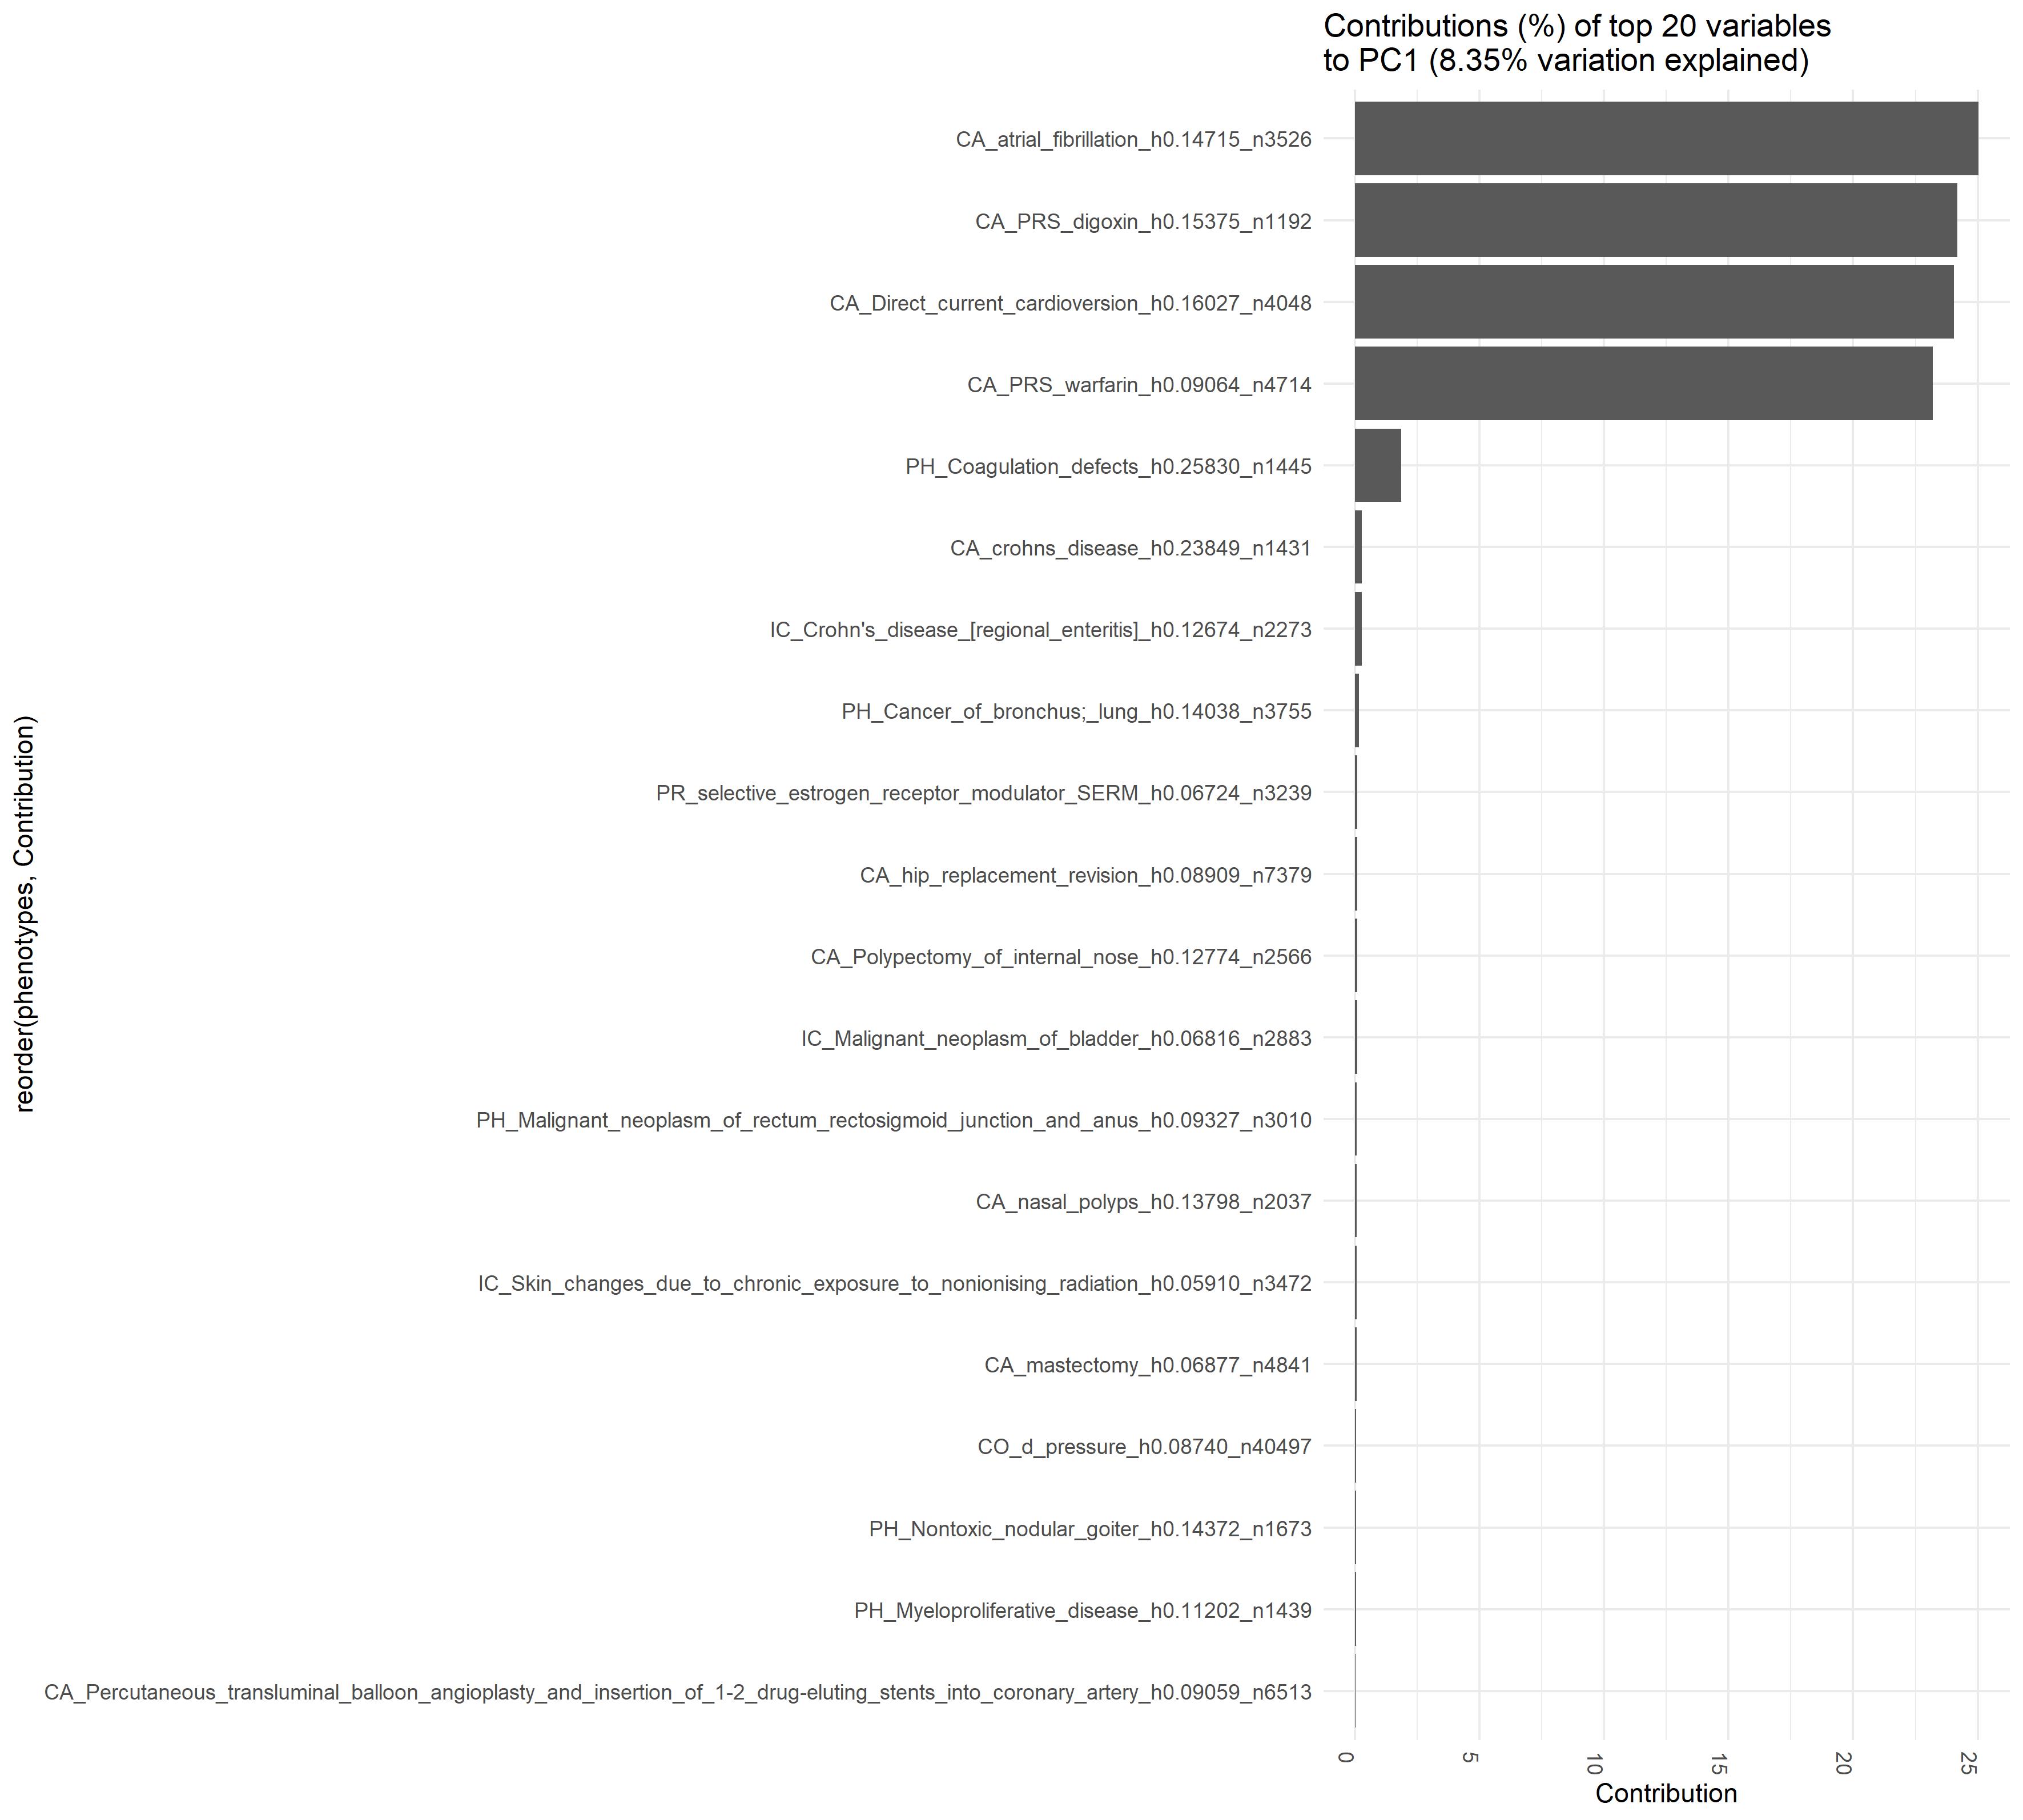 Contributions (%) of top 20 variables
to PC1 (8.35% variation explained)
CA_atrial_fibrillation_h0.14715_n3526
CA_PRS_digoxin_h0.15375_n1192
CA_Direct_current_cardioversion_h0.16027_n4048
CA_PRS_warfarin_h0.09064_n4714
PH_Coagulation_defects_h0.25830_n1445
CA_crohns_disease_h0.23849_n1431
IC_Crohn's_disease_[regional_enteritis]_h0.12674_n2273
PH_Cancer_of_bronchus;_lung_h0.14038_n3755
PR_selective_estrogen_receptor_modulator_SERM_h0.06724_n3239
CA_hip_replacement_revision_h0.08909_n7379
CA_Polypectomy_of_internal_nose_h0.12774_n2566
IC_Malignant_neoplasm_of_bladder_h0.06816_n2883
PH_Malignant_neoplasm_of_rectum_rectosigmoid_junction_and_anus_h0.09327_n3010
CA_nasal_polyps_h0.13798_n2037
IC_Skin_changes_due_to_chronic_exposure_to_nonionising_radiation_h0.05910_n3472
CA_mastectomy_h0.06877_n4841
CO_d_pressure_h0.08740_n40497
PH_Nontoxic_nodular_goiter_h0.14372_n1673
PH_Myeloproliferative_disease_h0.11202_n1439
CA_Percutaneous_transluminal_balloon_angioplasty_and_insertion_of_1-2_drug-eluting_stents_into_coronary_artery_h0.09059_n6513
reorder(phenotypes, Contribution)
0
5
10
15
20
25
Contribution